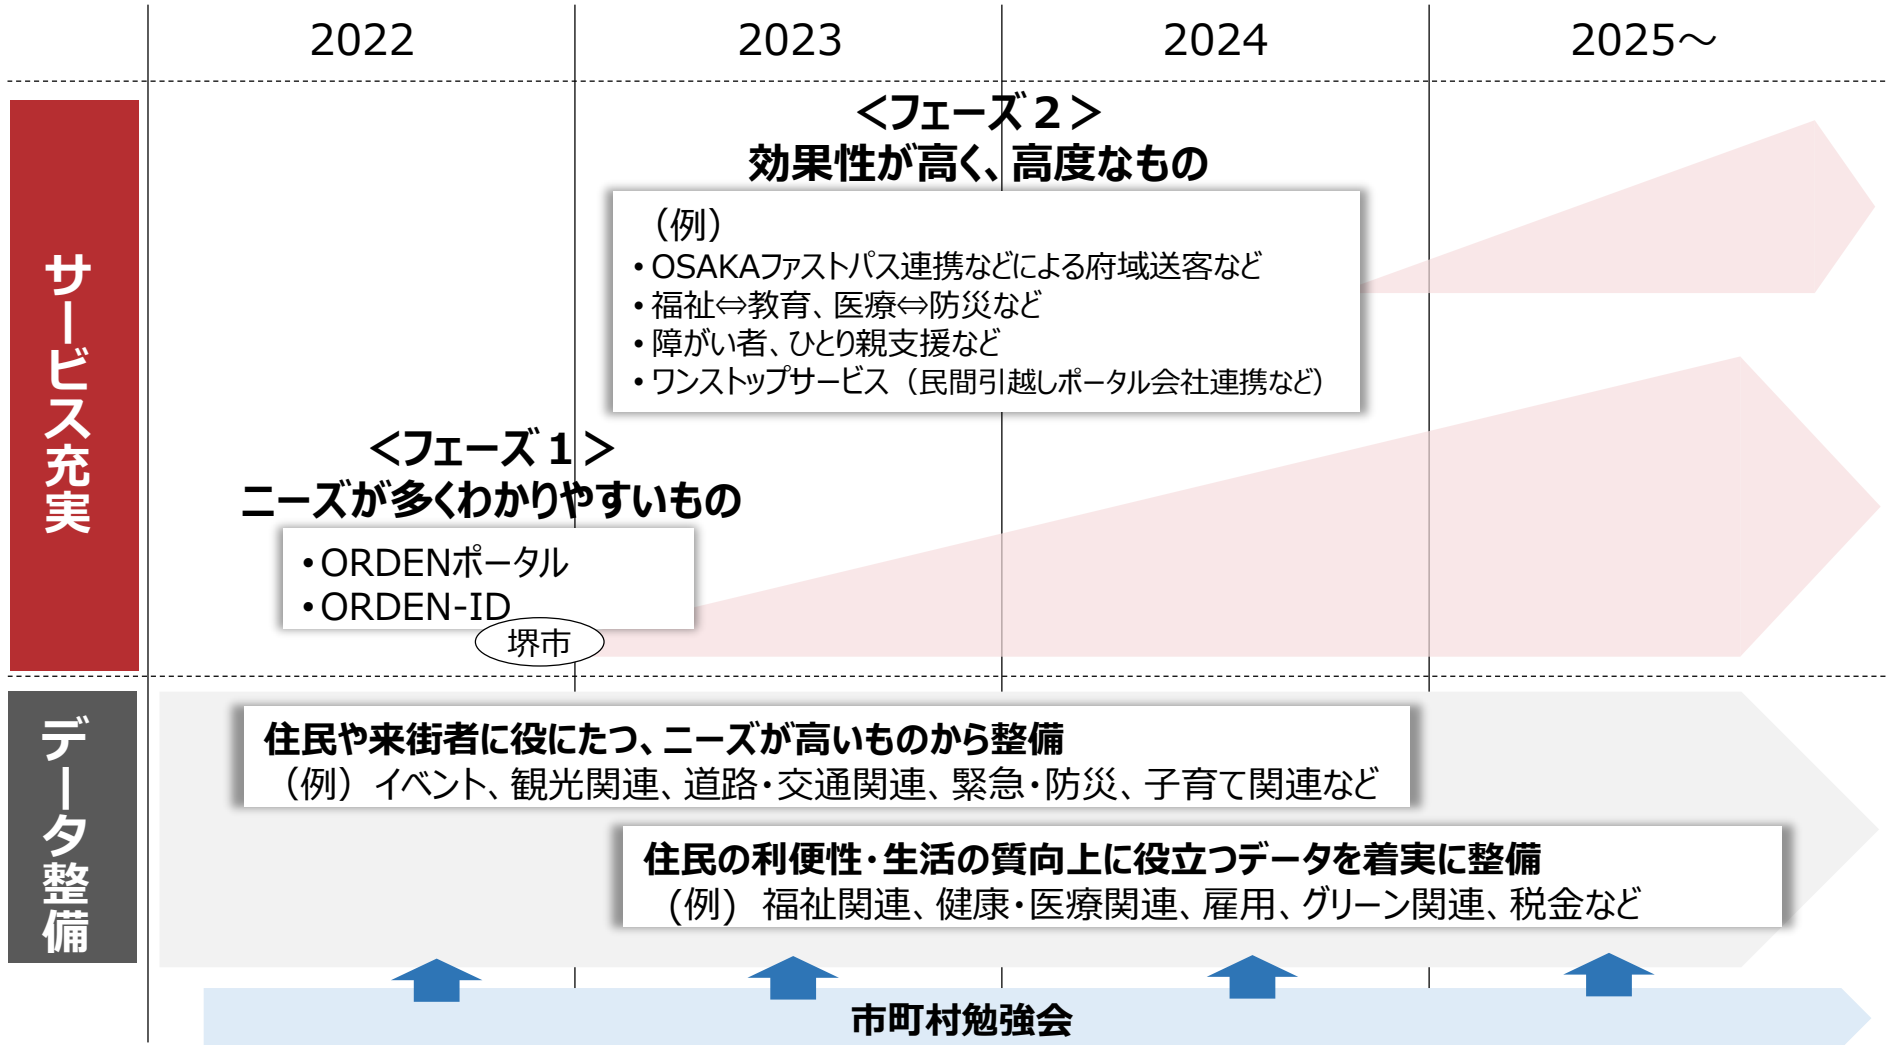 2022
2023
2024
2025～
サービス充実
＜フェーズ２＞
効果性が高く、高度なもの
（例）
・OSAKAファストパス連携などによる府域送客など
・福祉⇔教育、医療⇔防災など
・障がい者、ひとり親支援など
・ワンストップサービス（民間引越しポータル会社連携など）
＜フェーズ１＞
ニーズが多くわかりやすいもの
・ORDENポータル
・ORDEN-ID
堺市
データ整備
住民や来街者に役にたつ、ニーズが高いものから整備
（例）イベント、観光関連、道路・交通関連、緊急・防災、子育て関連など
住民の利便性・生活の質向上に役立つデータを着実に整備
(例) 福祉関連、健康・医療関連、雇用、グリーン関連、税金など
市町村勉強会